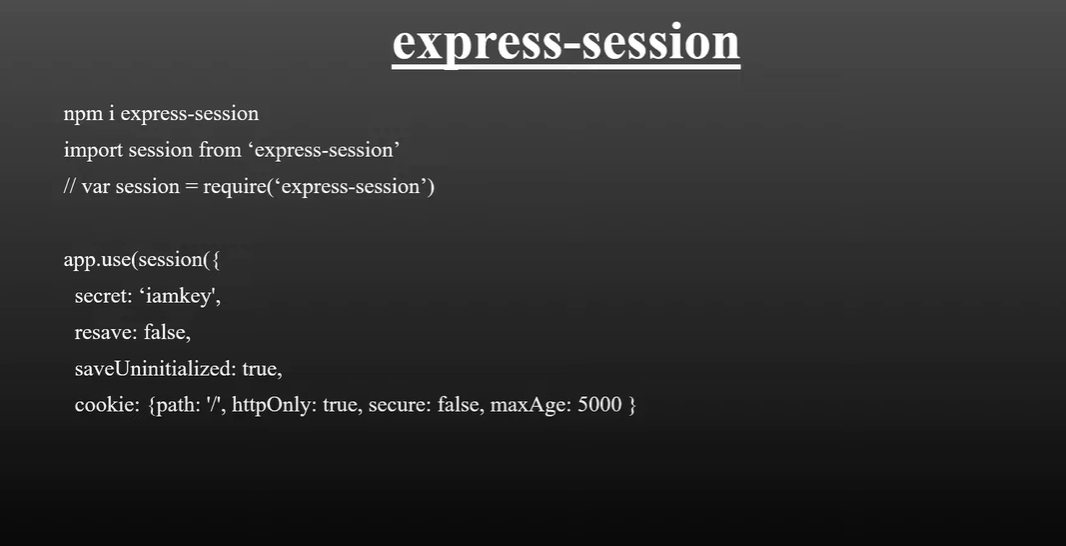 express-session
npm i express-session
import session from ‘express-session’
// var session = require(‘express-session’)
app.use(session({
secret: ‘iamkey',
resave: false,
saveUninitialized: true,
cookie: {path: '/', httpOnly: true, secure: false, maxAge: 5000 }